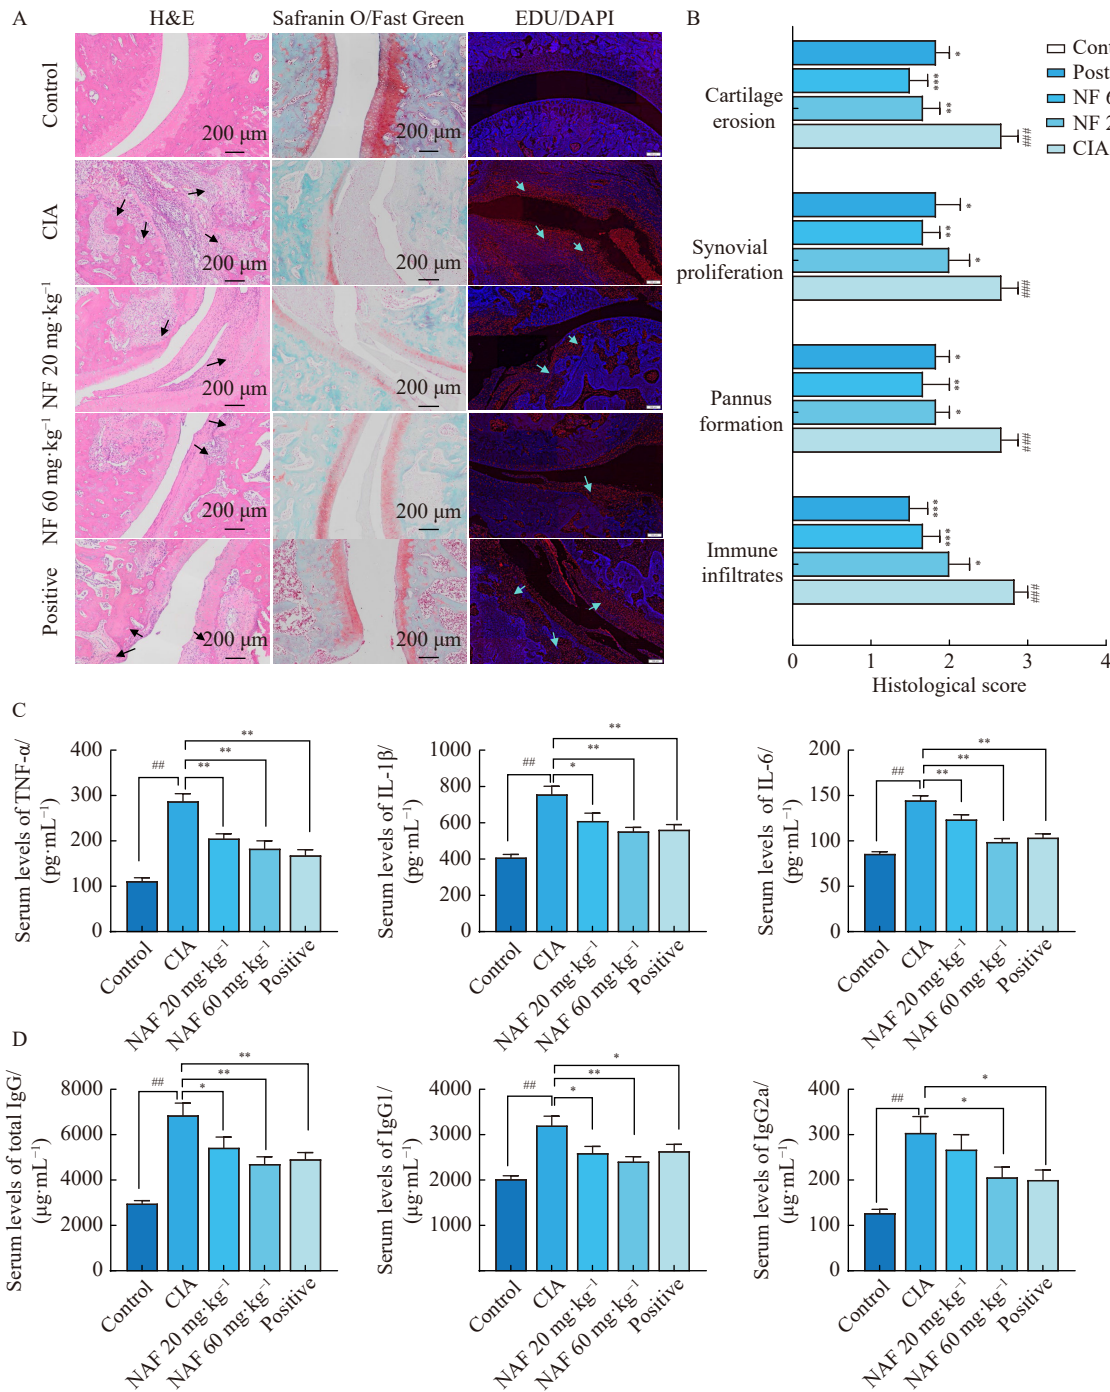 A
H&E
Safranin O/Fast Green
EDU/DAPI
Control
200 μm
200 μm
CIA
200 μm
200 μm
NF 20 mg·kg⁻¹
200 μm
200 μm
NF 60 mg·kg⁻¹
200 μm
200 μm
Positive
200 μm
200 μm
B
Cartilage
erosion
*
***
**
###
Synovial
proliferation
*
**
*
###
Pannus
formation
*
**
*
###
Immune
infiltrates
***
***
*
###
0 1 2 3 4
Histological score
Cont
Post
NF 6
NF 2
CIA
C
Serum levels of TNF-α/
(pg·mL⁻¹)
400
300
200
100
0
##
**
**
**
Control
CIA
NAF 20 mg·kg⁻¹
NAF 60 mg·kg⁻¹
Positive
Serum levels of IL-1β/
(pg·mL⁻¹)
1000
800
600
400
200
0
##
*
**
**
Control
CIA
NAF 20 mg·kg⁻¹
NAF 60 mg·kg⁻¹
Positive
Serum levels of IL-6/
(pg·mL⁻¹)
200
150
100
50
0
##
**
**
**
Control
CIA
NAF 20 mg·kg⁻¹
NAF 60 mg·kg⁻¹
Positive
D
Serum levels of total IgG/
(μg·mL⁻¹)
8000
6000
4000
2000
0
##
*
**
**
Control
CIA
NAF 20 mg·kg⁻¹
NAF 60 mg·kg⁻¹
Positive
Serum levels of IgG1/
(μg·mL⁻¹)
4000
3000
2000
1000
##
*
**
*
Control
CIA
NAF 20 mg·kg⁻¹
NAF 60 mg·kg⁻¹
Positive
Serum levels of IgG2a/
(μg·mL⁻¹)
400
300
200
100
0
##
*
*
Control
CIA
NAF 20 mg·kg⁻¹
NAF 60 mg·kg⁻¹
Positive